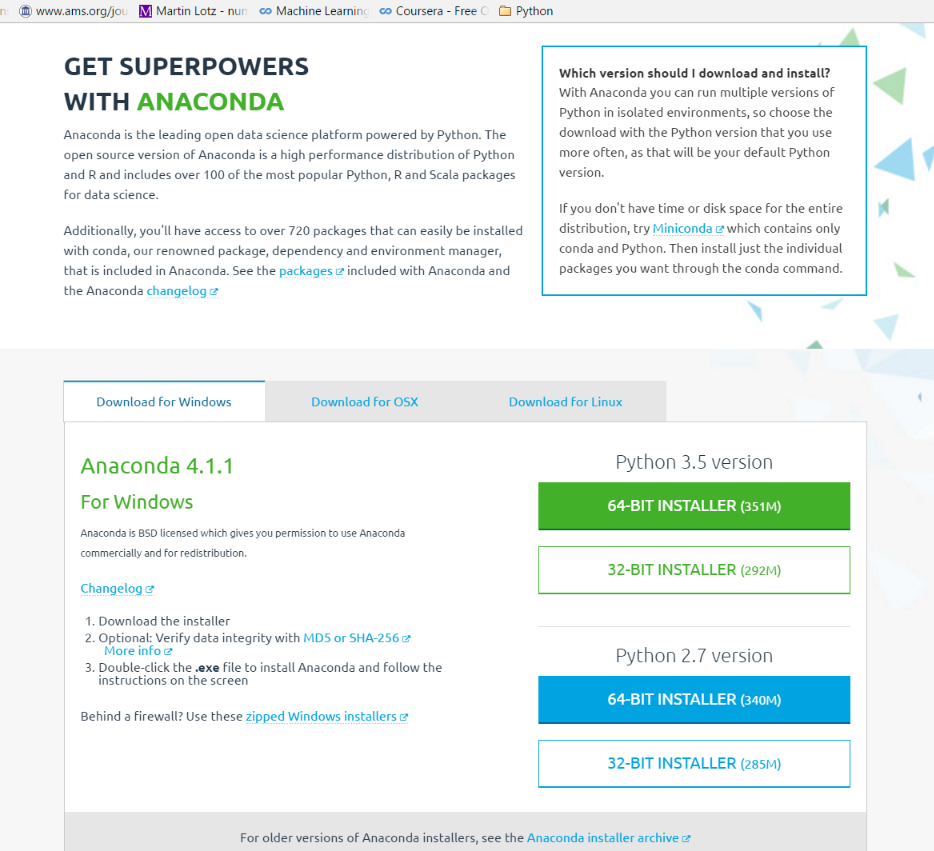 www.ams.org/jou
Martin Lotz - num
Machine Learning
Coursera - Free O
Python
GET SUPERPOWERS
WITH ANACONDA
Anaconda is the leading open data science platform powered by Python. The
open source version of Anaconda is a high performance distribution of Python
and R and includes over 100 of the most popular Python, R and Scala packages
for data science.
Additionally, you'll have access to over 720 packages that can easily be installed
with conda, our renowned package, dependency and environment manager,
that is included in Anaconda. See the packages included with Anaconda and
the Anaconda changelog
Which version should I download and install?
With Anaconda you can run multiple versions of
Python in isolated environments, so choose the
download with the Python version that you use
more often, as that will be your default Python
version.
If you don't have time or disk space for the entire
distribution, try Miniconda which contains only
conda and Python. Then install just the individual
packages you want through the conda command.
Download for Windows
Download for OSX
Download for Linux
Anaconda 4.1.1
For Windows
Anaconda is BSD licensed which gives you permission to use Anaconda
commercially and for redistribution.
Changelog
1. Download the installer
2. Optional: Verify data integrity with MD5 or SHA-256
More info
3. Double-click the .exe file to install Anaconda and follow the
instructions on the screen
Behind a firewall? Use these zipped Windows installers
Python 3.5 version
64-BIT INSTALLER (351M)
32-BIT INSTALLER (292M)
Python 2.7 version
64-BIT INSTALLER (340M)
32-BIT INSTALLER (285M)
For older versions of Anaconda installers, see the Anaconda installer archive